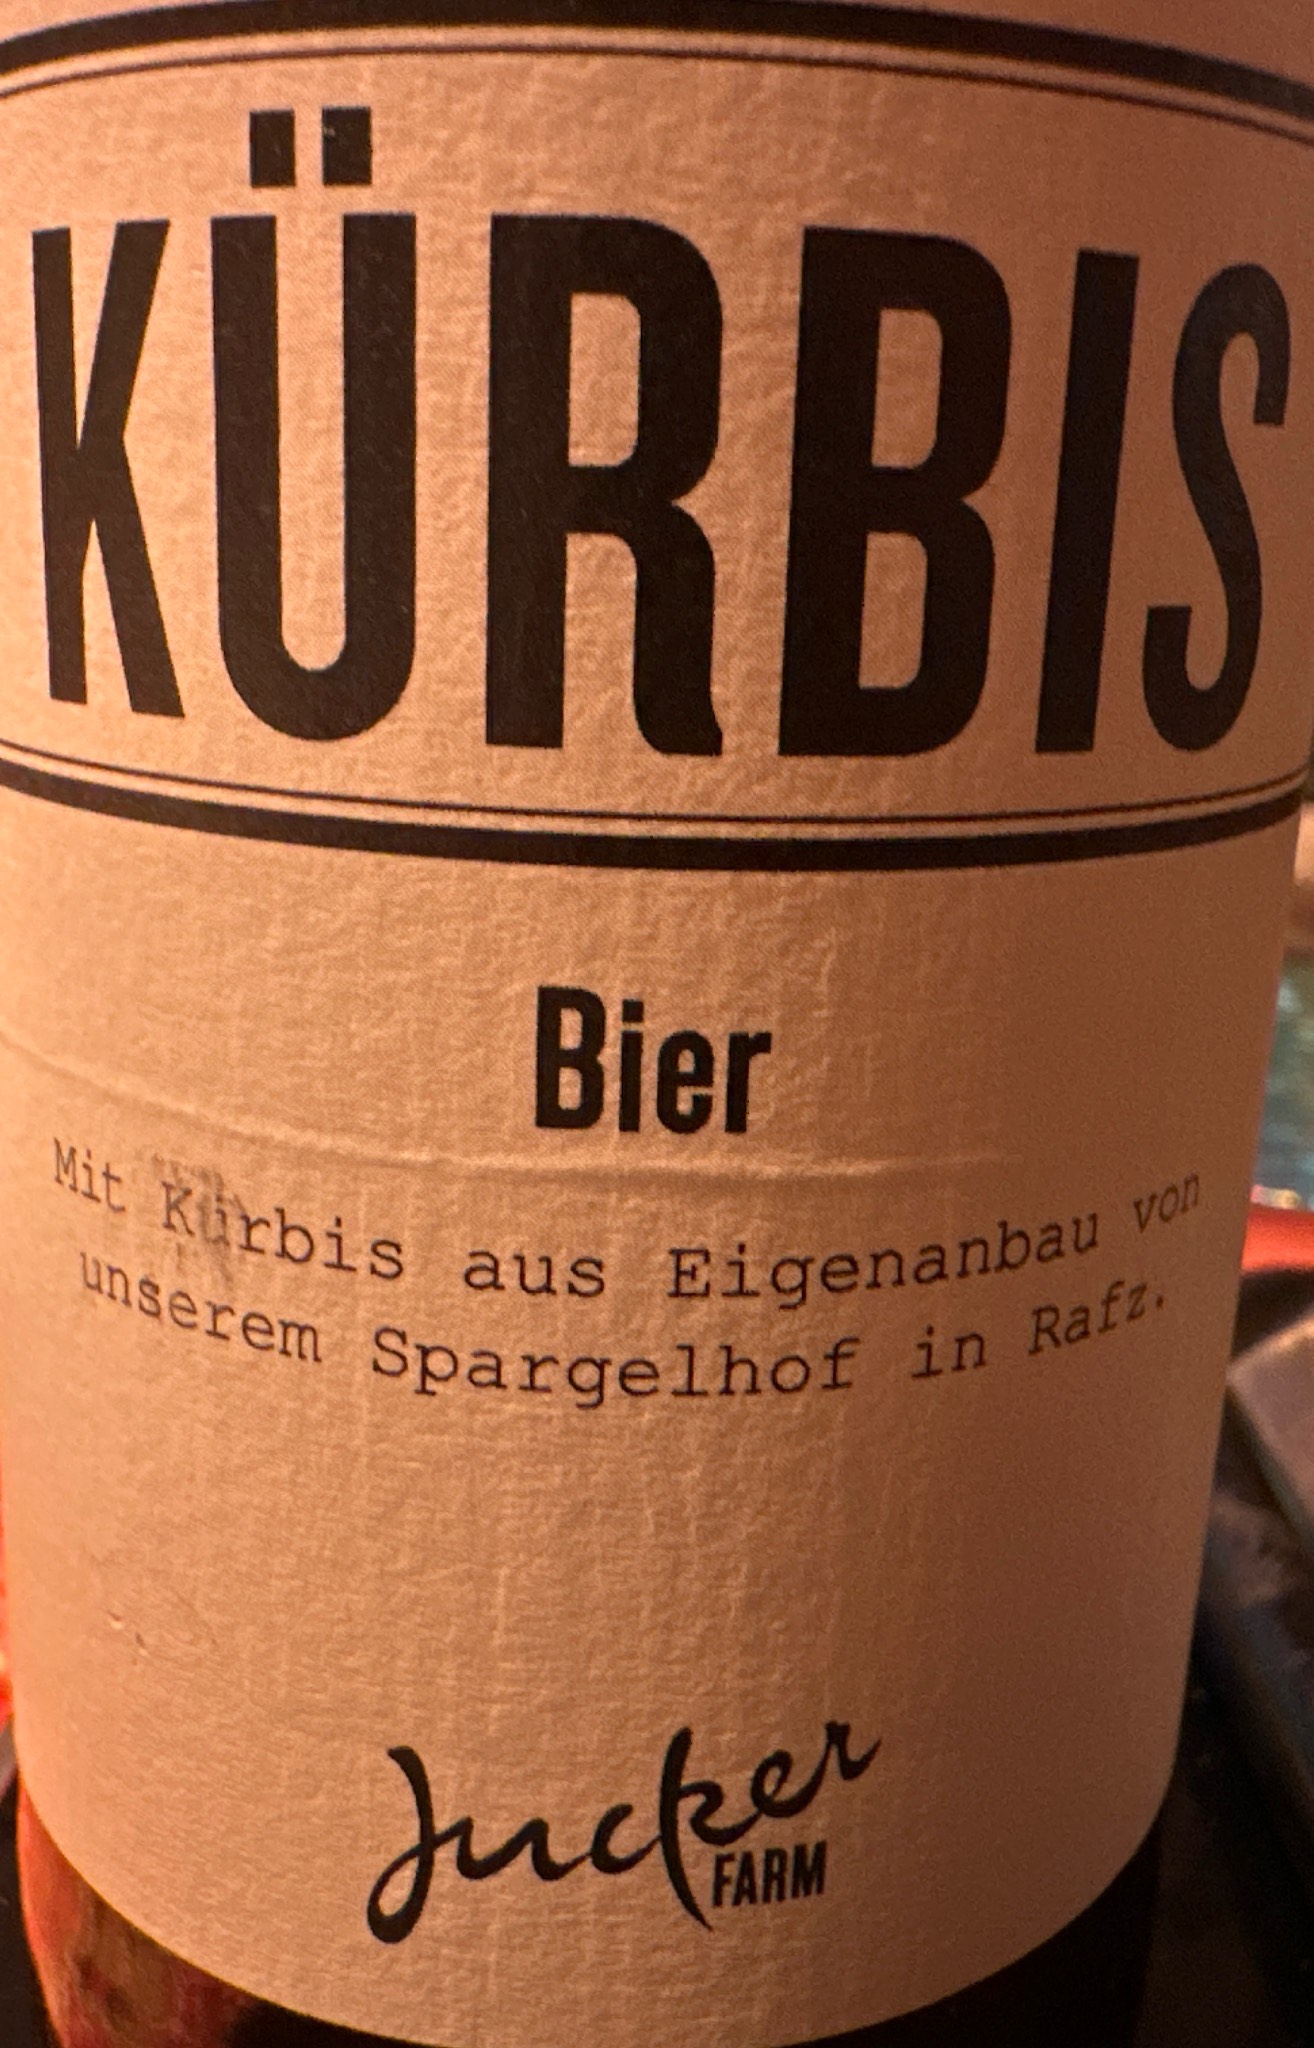 KÜRBIS
Bier
Mit Kürbis aus Eigenanbau von
unserem Spargelhof in Rafz.
Jucker
FARM